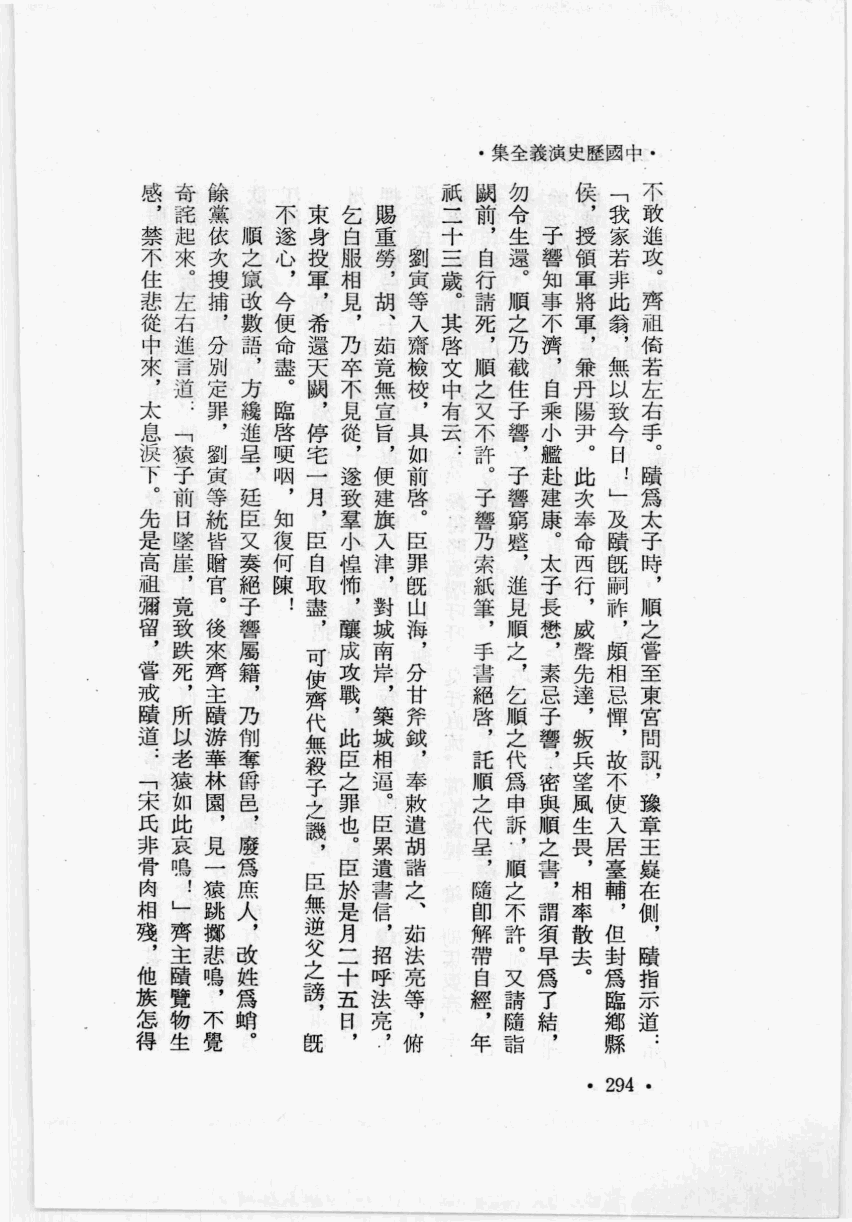 •中國歷史演義全集•
不敢進攻。齊祖倚若左右手。賾爲太子時，順之嘗至東宮問訊，豫章王嶷在側，賾指示道：
「我家若非此翁，無以致今日！」及賾旣嗣祚，頗相忌憚，故不使入居臺輔，但封爲臨鄉縣
侯，授領軍將軍，兼丹陽尹。此次奉命西行，威聲先達，叛兵望風生畏，相率散去。
子響知事不濟，自乘小艦赴建康。太子長懋，素忌子響，密與順之書，謂須早爲了結，
勿令生還。順之乃截住子響，子響窮蹙，進見順之，乞順之代爲申訴，順之不許。又請隨詣
闕前，自行請死，順之又不許。子響乃索紙筆，手書絕啓，託順之代呈，隨卽解帶自經，年
祇二十三歲。其啓文中有云：
劉寅等入齋檢校，具如前啓。臣罪旣山海，分甘斧鉞，奉敕遣胡諧之、茹法亮等，俯
賜重勞，胡、茹竟無宣旨，便建旗入津，對城南岸，築城相逼。臣累遣書信，招呼法亮，
乞白服相見，乃卒不見從，遂致羣小惶怖，釀成攻戰，此臣之罪也。臣於是月二十五日，
束身投軍，希還天闕，停宅一月，臣自取盡，可使齊代無殺子之譏，臣無逆父之謗，旣
不遂心，今便命盡。臨啓哽咽，知復何陳！
順之竄改數語，方纔進呈，廷臣又奏絕子響屬籍，乃削奪爵邑，廢爲庶人，改姓爲蛸。
餘黨依次搜捕，分別定罪，劉寅等統皆贈官。後來齊主賾游華林園，見一猿跳擲悲鳴，不覺
奇詫起來。左右進言道：「猿子前日墜崖，竟致跌死，所以老猿如此哀鳴！」齊主賾覽物生
感，禁不住悲從中來，太息淚下。先是高祖彌留，嘗戒賾道：「宋氏非骨肉相殘，他族怎得
• 294 •